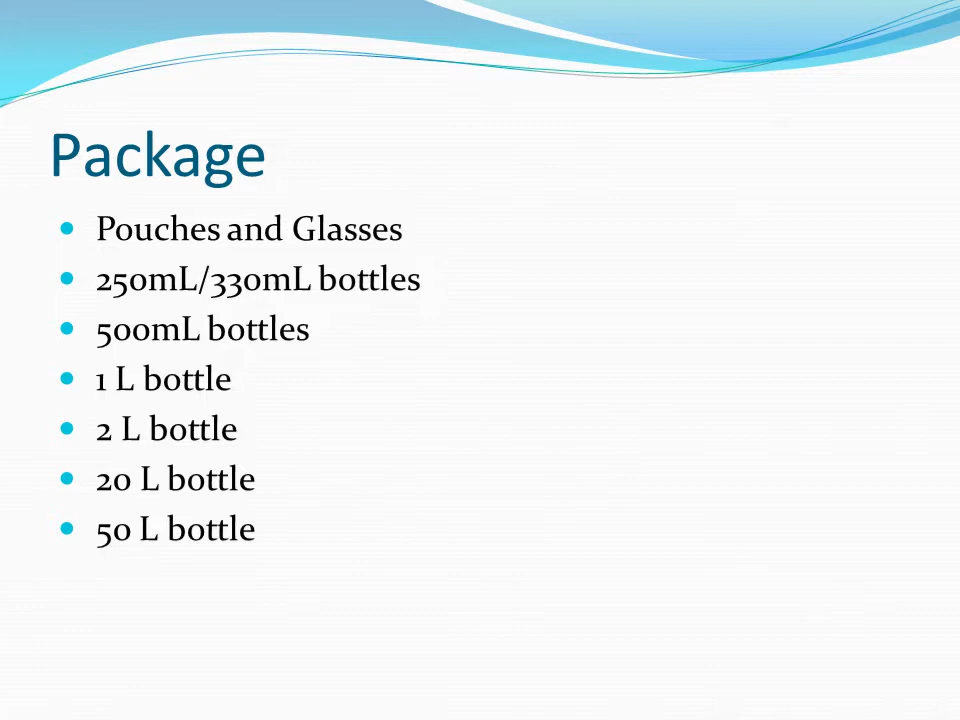 Package
Pouches and Glasses
250mL/330mL bottles
500mL bottles
1 L bottle
2 L bottle
20 L bottle
50 L bottle